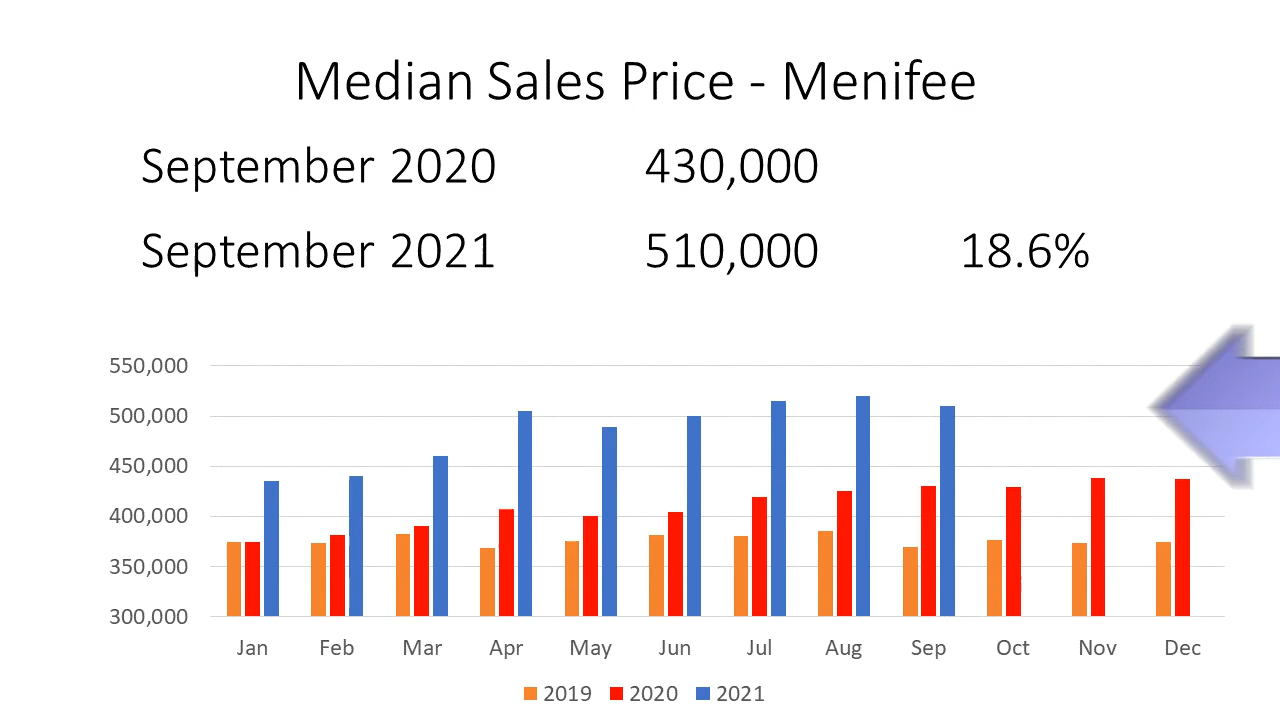 Median Sales Price - Menifee
September 2020 430,000
September 2021 510,000 18.6%
550,000
500,000
450,000
400,000
350,000
300,000
Jan Feb Mar Apr May Jun Jul Aug Sep Oct Nov Dec
2019 2020 2021